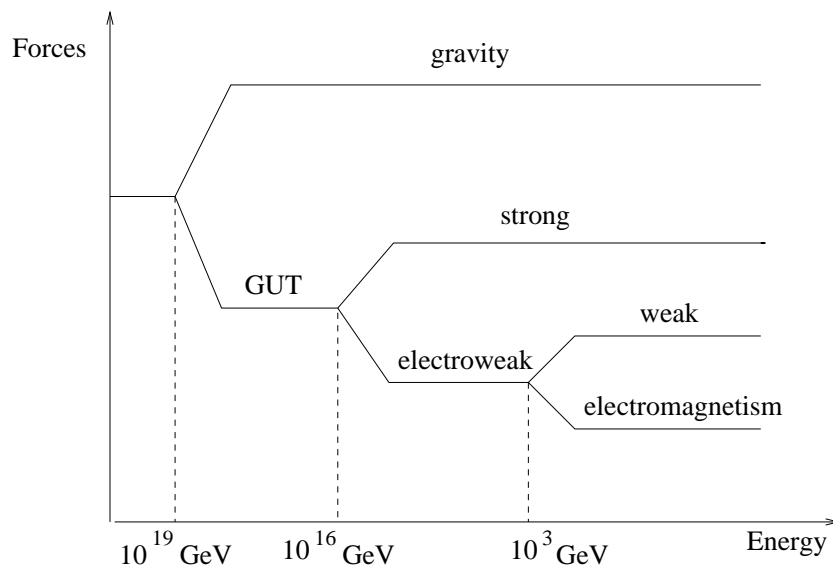 Forces
gravity
strong
GUT
weak
electroweak
electromagnetism
10^19 GeV
10^16 GeV
10^3 GeV
Energy